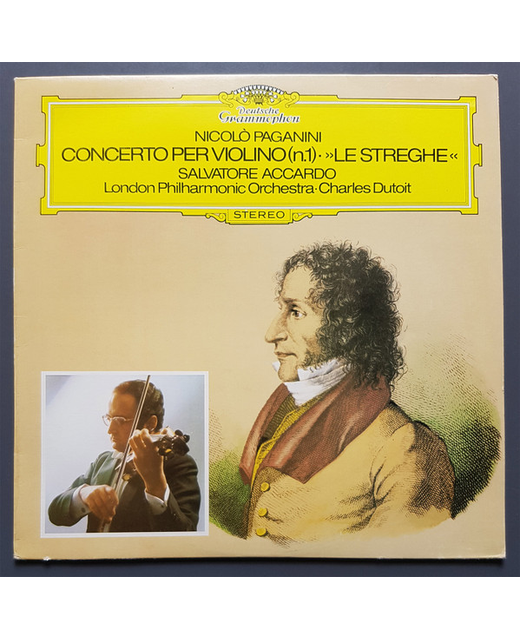 Deutsche
Grammophon
NICOLÒ PAGANINI
CONCERTO PER VIOLINO (n.1) · »LE STREGHE«
SALVATORE ACCARDO
London Philharmonic Orchestra · Charles Dutoit
STEREO